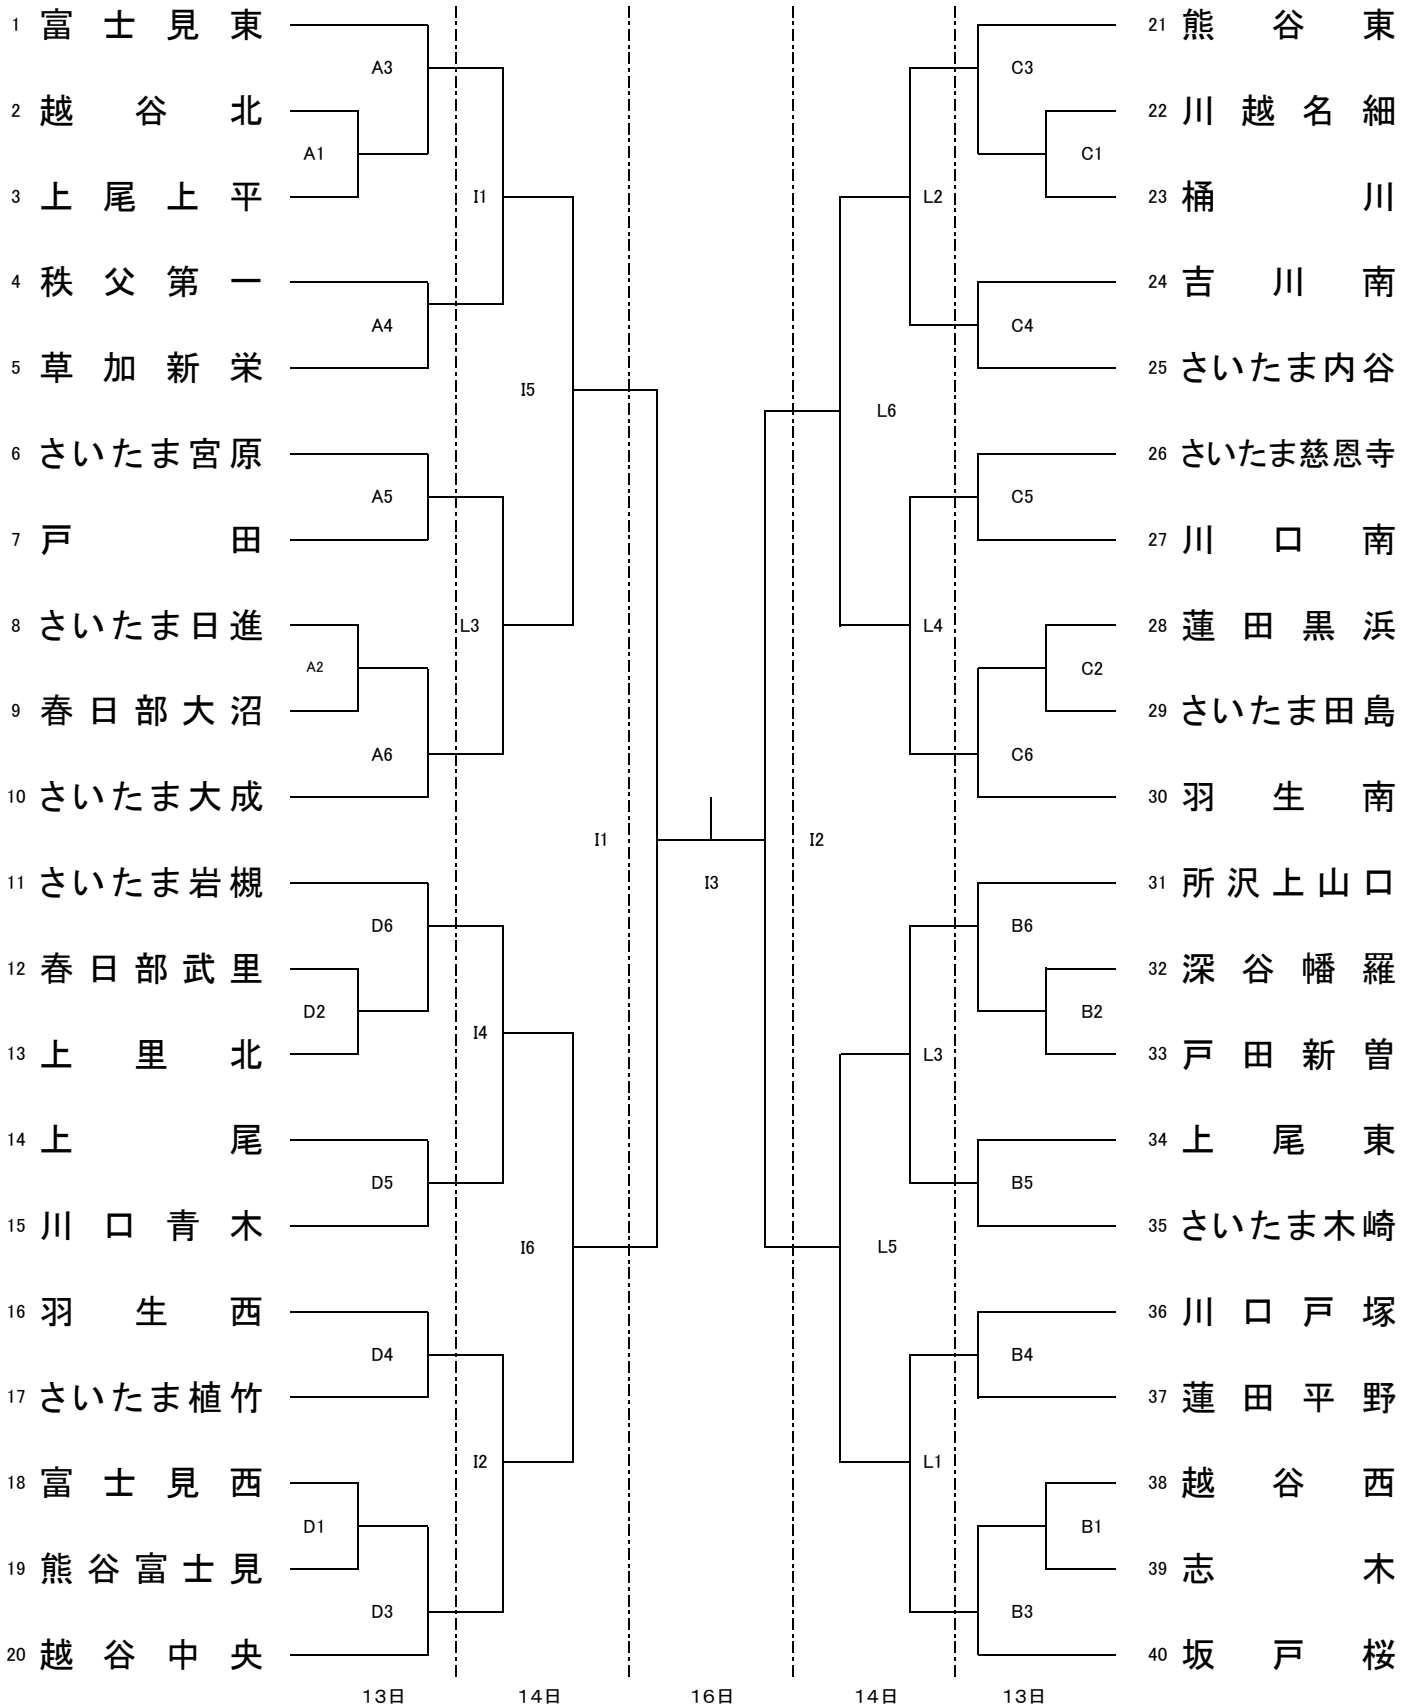 1 富士見東
A3
2 越谷北
A1
3 上尾上平
I1
4 秩父第一
A4
5 草加新栄
I5
6 さいたま宮原
A5
7 戸田
8 さいたま日進
L3
A2
9 春日部大沼
A6
10 さいたま大成
I1
11 さいたま岩槻
D6
12 春日部武里
D2
I4
13 上里北
14 上尾
D5
15 川口青木
I6
16 羽生西
D4
17 さいたま植竹
I2
18 富士見西
D1
19 熊谷富士見
D3
20 越谷中央
I3
21 熊谷東
C3
22 川越名細
C1
23 桶川
L2
24 吉川南
C4
25 さいたま内谷
L6
26 さいたま慈恩寺
C5
27 川口南
28 蓮田黒浜
L4
C2
29 さいたま田島
C6
30 羽生南
I2
31 所沢上山口
B6
32 深谷幡羅
B2
33 戸田新曽
L3
34 上尾東
B5
35 さいたま木崎
L5
36 川口戸塚
B4
37 蓮田平野
L1
38 越谷西
B1
39 志木
B3
40 坂戸桜
13日 14日 16日 14日 13日